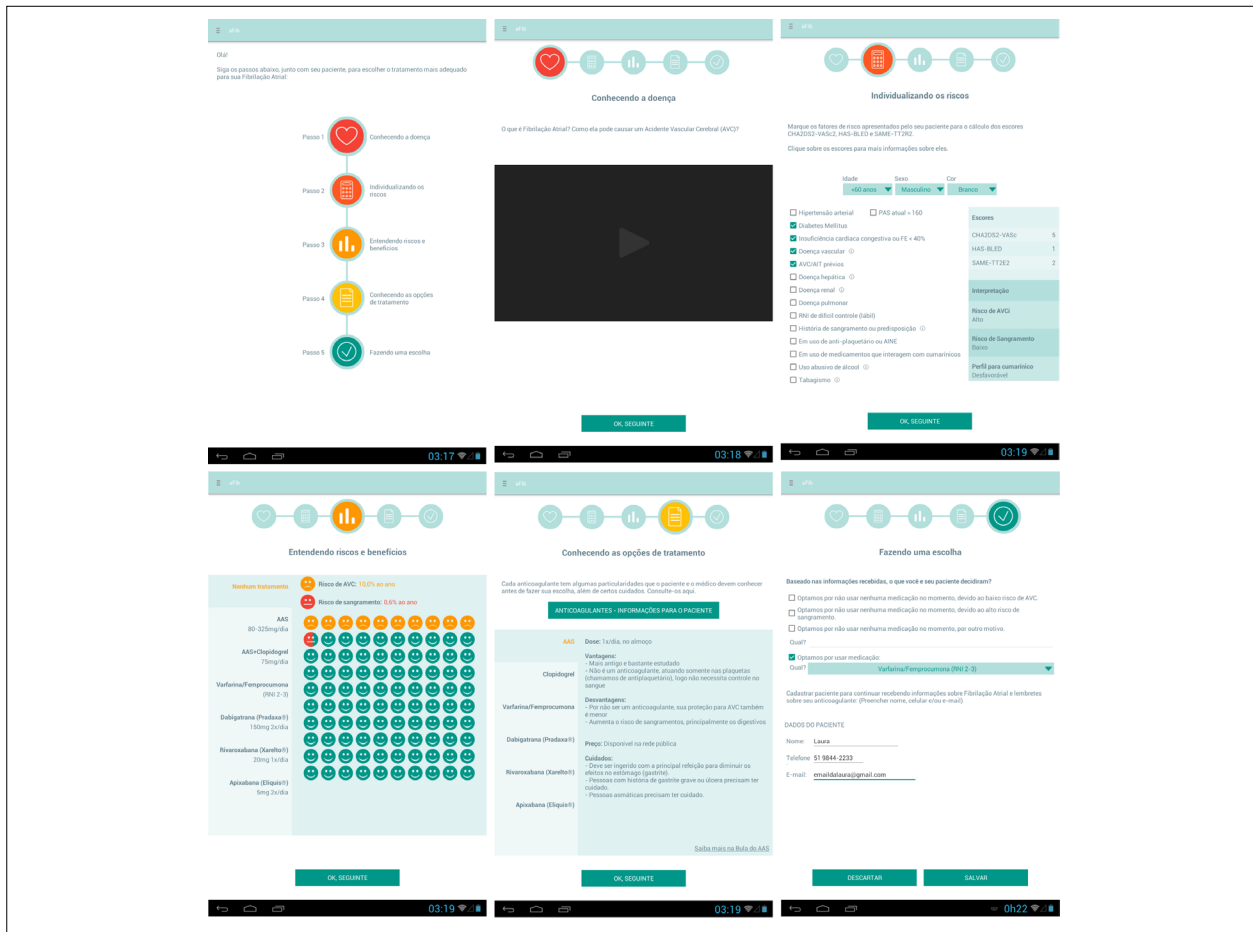 aFib
Olá!
Siga os passos abaixo, junto com seu paciente, para escolher o tratamento mais adequado
para sua Fibrilação Atrial:
Passo 1
Conhecendo a doença
Passo 2
Individualizando os
riscos
Passo 3
Entendendo riscos e
benefícios
Passo 4
Conhecendo as opções
de tratamento
Passo 5
Fazendo uma escolha
03:17
aFib
Conhecendo a doença
O que é Fibrilação Atrial? Como ela pode causar um Acidente Vascular Cerebral (AVC)?
OK, SEGUINTE
03:18
aFib
Individualizando os riscos
Marque os fatores de risco apresentados pelo seu paciente para o cálculo dos escores
CHA2DS2-VASc2, HAS-BLED e SAME-TT2R2.
Clique sobre os escores para mais informações sobre eles.
Idade Sexo Cor
<60 anos Masculino Branco
Hipertensão arterial PAS atual > 160
Diabetes Mellitus
Insuficiência cardíaca congestiva ou FE < 40%
Doença vascular
AVC/AIT prévios
Doença hepática
Doença renal
Doença pulmonar
RNI de difícil controle (lábil)
História de sangramento ou predisposição
Em uso de anti-plaquetário ou AINE
Em uso de medicamentos que interagem com cumarínicos
Uso abusivo de álcool
Tabagismo
Escores
CHA2DS2-VASc 5
HAS-BLED 1
SAME-TT2E2 2
Interpretação
Risco de AVCi
Alto
Risco de Sangramento
Baixo
Perfil para cumarínico
Desfavorável
OK, SEGUINTE
03:19
aFib
Entendendo riscos e benefícios
Nenhum tratamento
AAS
80-325mg/dia
AAS+Clopidogrel
75mg/dia
Varfarina/Femprocumona
(RNI 2-3)
Dabigatrana (Pradaxa®)
150mg 2x/dia
Rivaroxabana (Xarelto®)
20mg 1x/dia
Apixabana (Eliquis®)
5mg 2x/dia
Risco de AVC: 10,0% ao ano
Risco de sangramento: 0,6% ao ano
OK, SEGUINTE
03:19
aFib
Conhecendo as opções de tratamento
Cada anticoagulante tem algumas particularidades que o paciente e o médico devem conhecer
antes de fazer sua escolha, além de certos cuidados. Consulte-os aqui.
ANTICOAGULANTES - INFORMAÇÕES PARA O PACIENTE
AAS
Clopidogrel
Varfarina/Femprocumona
Dabigatrana (Pradaxa®)
Rivaroxabana (Xarelto®)
Apixabana (Eliquis®)
Dose: 1x/dia, no almoço
Vantagens:
- Mais antigo e bastante estudado
- Não é um anticoagulante, atuando somente nas plaquetas
(chamamos de antiplaquetário), logo não necessita controle no
sangue
Desvantagens:
- Por não ser um anticoagulante, sua proteção para AVC também
é menor
- Aumenta o risco de sangramentos, principalmente os digestivos
Preço: Disponível na rede pública
Cuidados:
- Deve ser ingerido com a principal refeição para diminuir os
efeitos no estômago (gastrite).
- Pessoas com história de gastrite grave ou úlcera precisam ter
cuidado
- Pessoas asmáticas precisam ter cuidado.
Saiba mais na Bula do AAS
OK, SEGUINTE
03:19
aFib
Fazendo uma escolha
Baseado nas informações recebidas, o que você e seu paciente decidiram?
Optamos por não usar nenhuma medicação no momento, devido ao baixo risco de AVC.
Optamos por não usar nenhuma medicação no momento, devido ao alto risco de
sangramento.
Optamos por não usar nenhuma medicação no momento, por outro motivo.
Qual?
Optamos por usar medicação:
Qual? Varfarina/Femprocumona (RNI 2-3)
Cadastrar paciente para continuar recebendo informações sobre Fibrilação Atrial e lembretes
sobre seu anticoagulante: (Preencher nome, celular e/ou e-mail)
DADOS DO PACIENTE
Nome: Laura
Telefone 51 9844-2233
E-mail: emaildalaura@gmail.com
DESCARTAR SALVAR
0h22